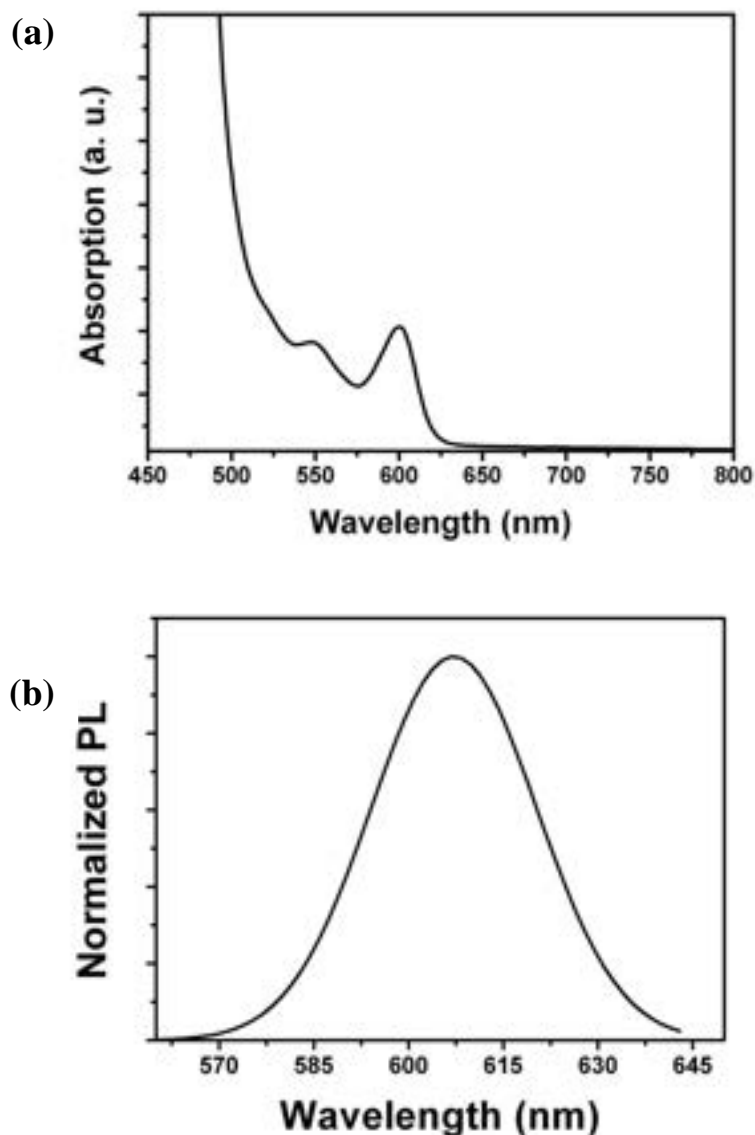 (a)
Absorption (a. u.)
450 500 550 600 650 700 750 800
Wavelength (nm)
(b)
Normalized PL
570 585 600 615 630 645
Wavelength (nm)